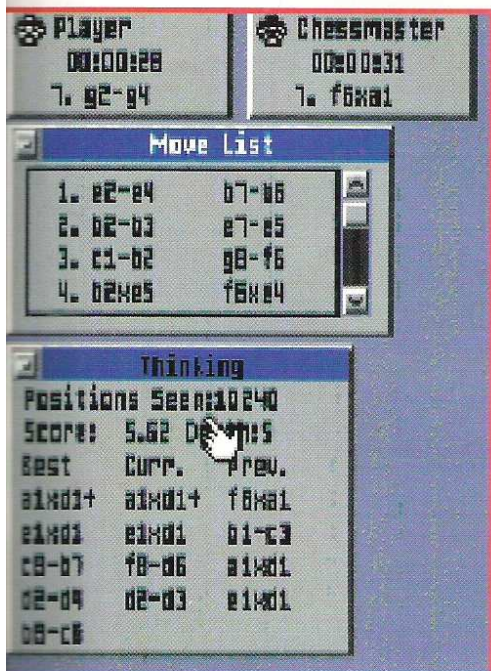 Player
00:00:26
7. g2-g4
Chessmaster
00:00:31
7. f6xa1
Move List
1. e2-e4 b7-b6
2. b2-b3 e7-e5
3. c1-b2 g8-f6
4. b2xe5 f6xe4
Thinking
Positions Seen:10240
Score: 5.62
Best Curr. Prev.
a1xd1+ a1xd1+ f6xa1
e1xd1 e1xd1 b1-c3
c8-b7 f8-d6 a1xd1
d2-d4 d2-d3 e1xd1
b8-c6